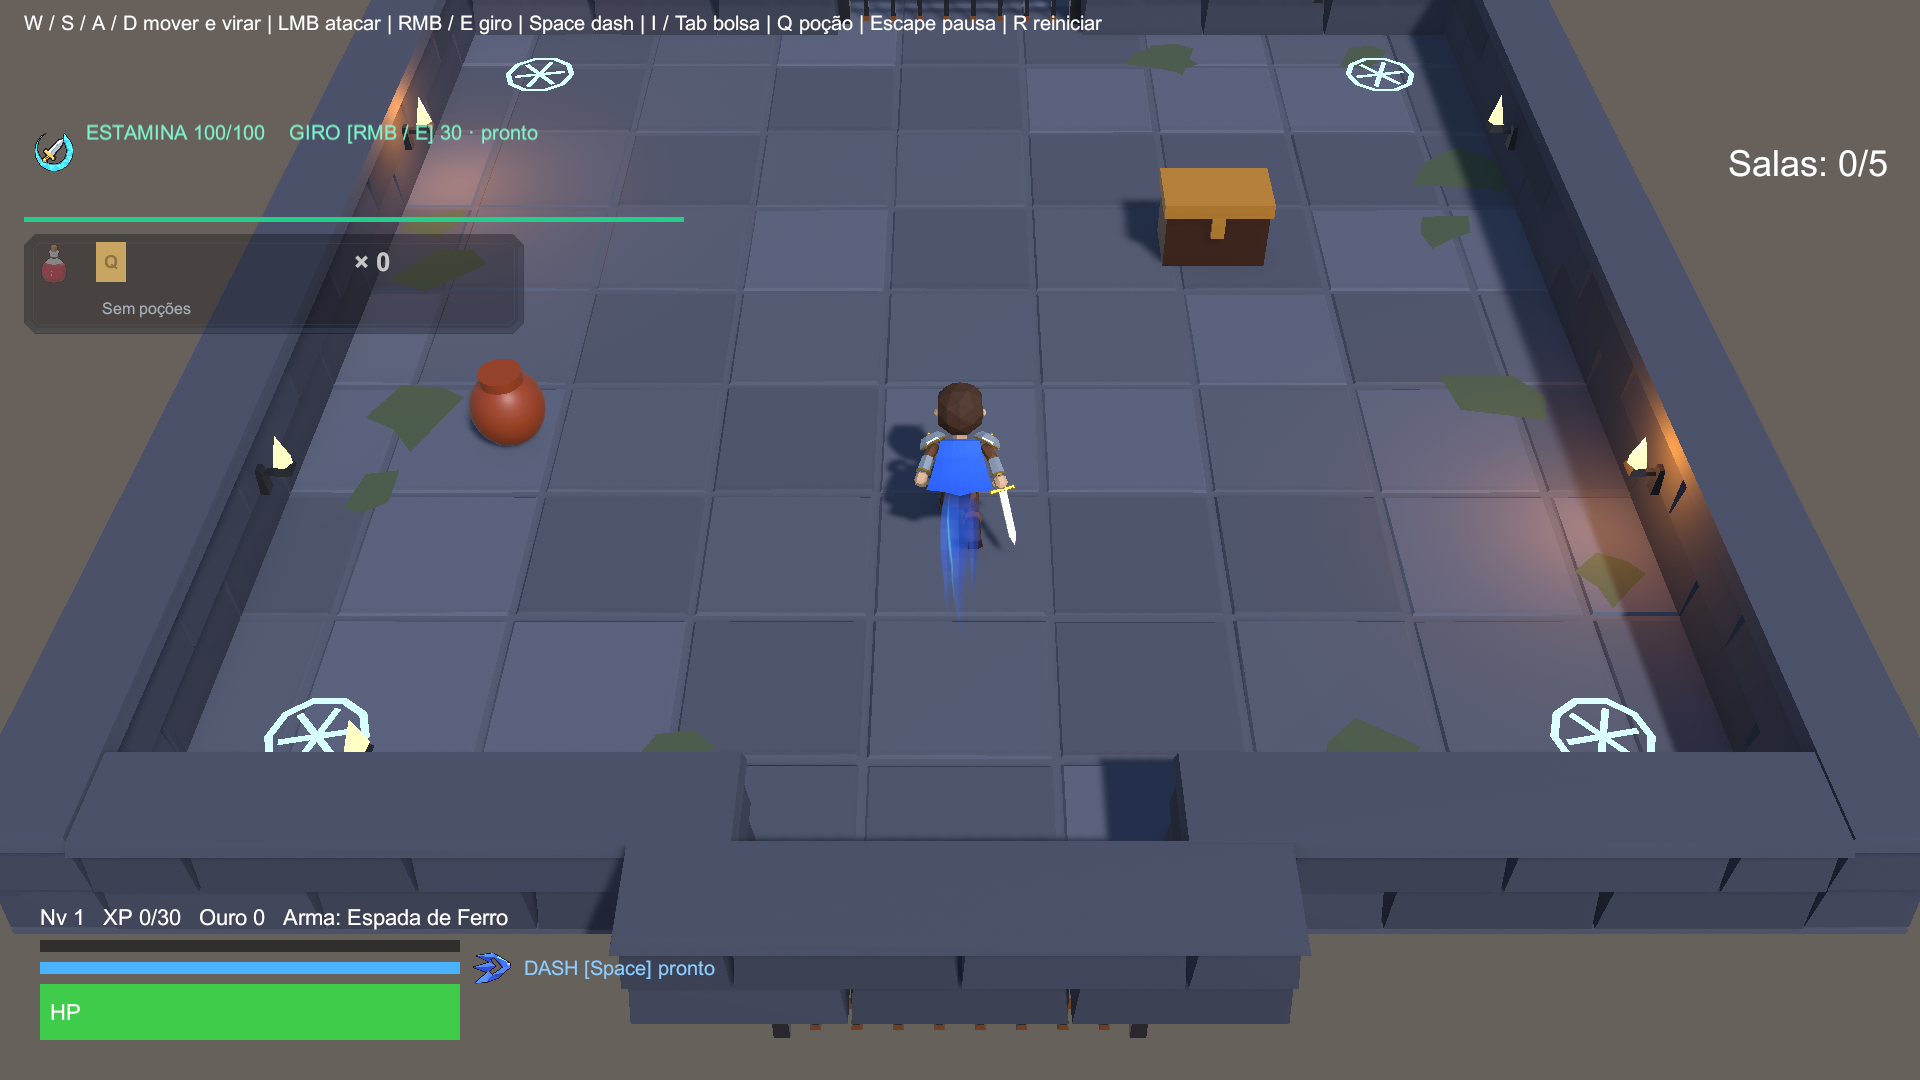 W / S / A / D mover e virar | LMB atacar | RMB / E giro | Space dash | I / Tab bolsa | Q poção | Escape pausa | R reiniciar
ESTAMINA 100/100 GIRO [RMB / E] 30 · pronto
Salas: 0/5
Q × 0
Sem poções
Nv 1 XP 0/30 Ouro 0 Arma: Espada de Ferro
DASH [Space] pronto
HP